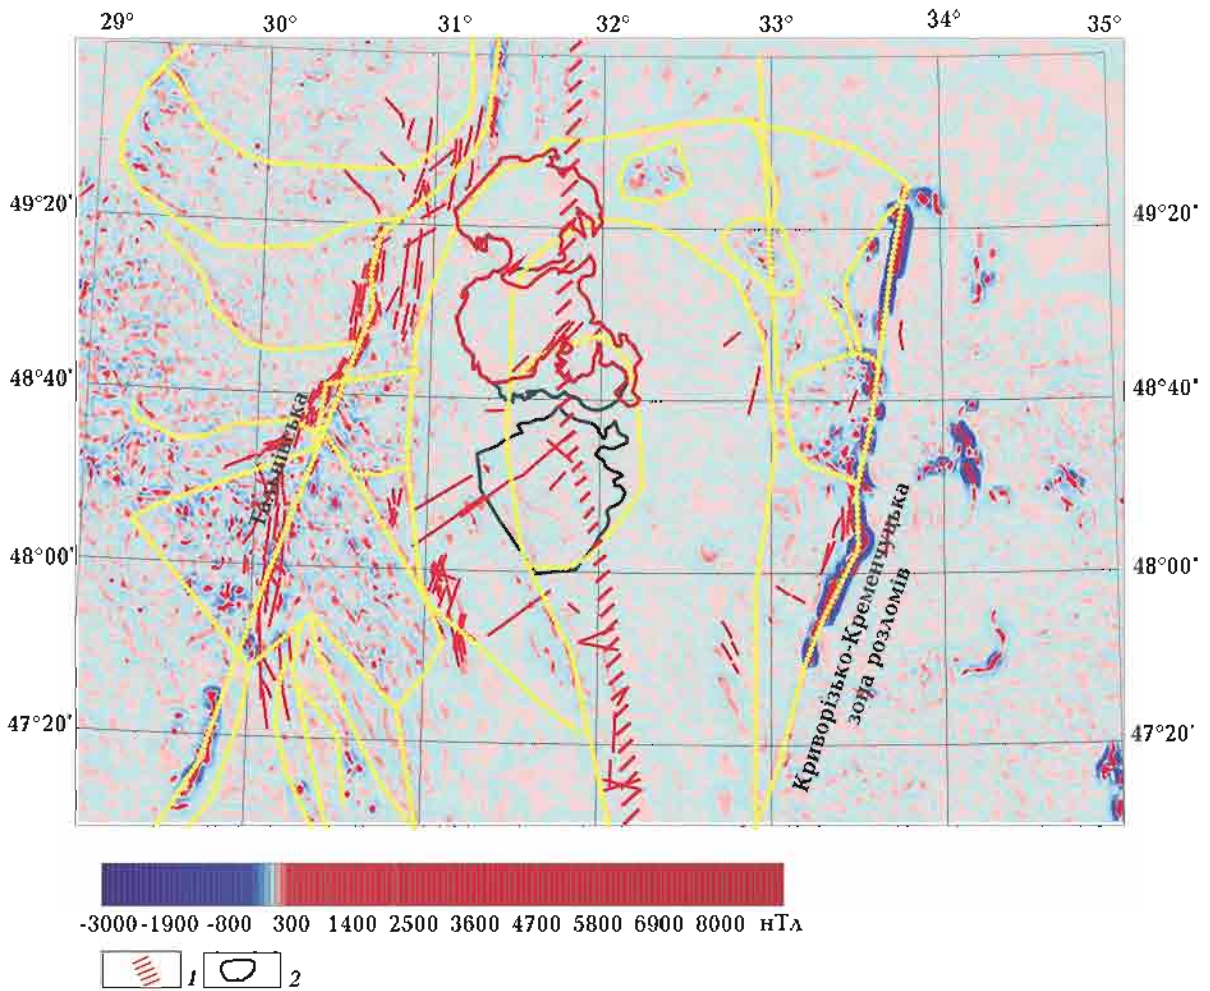 29° 30° 31° 32° 33° 34° 35°
49°20' 49°20'
48°40' 48°40'
48°00' 48°00'
47°20' 47°20'
Тальнівська
Криворізько-Кременчуцька
зона розломів
-3000 -1900 -800 300 1400 2500 3600 4700 5800 6900 8000 нТл
1 2